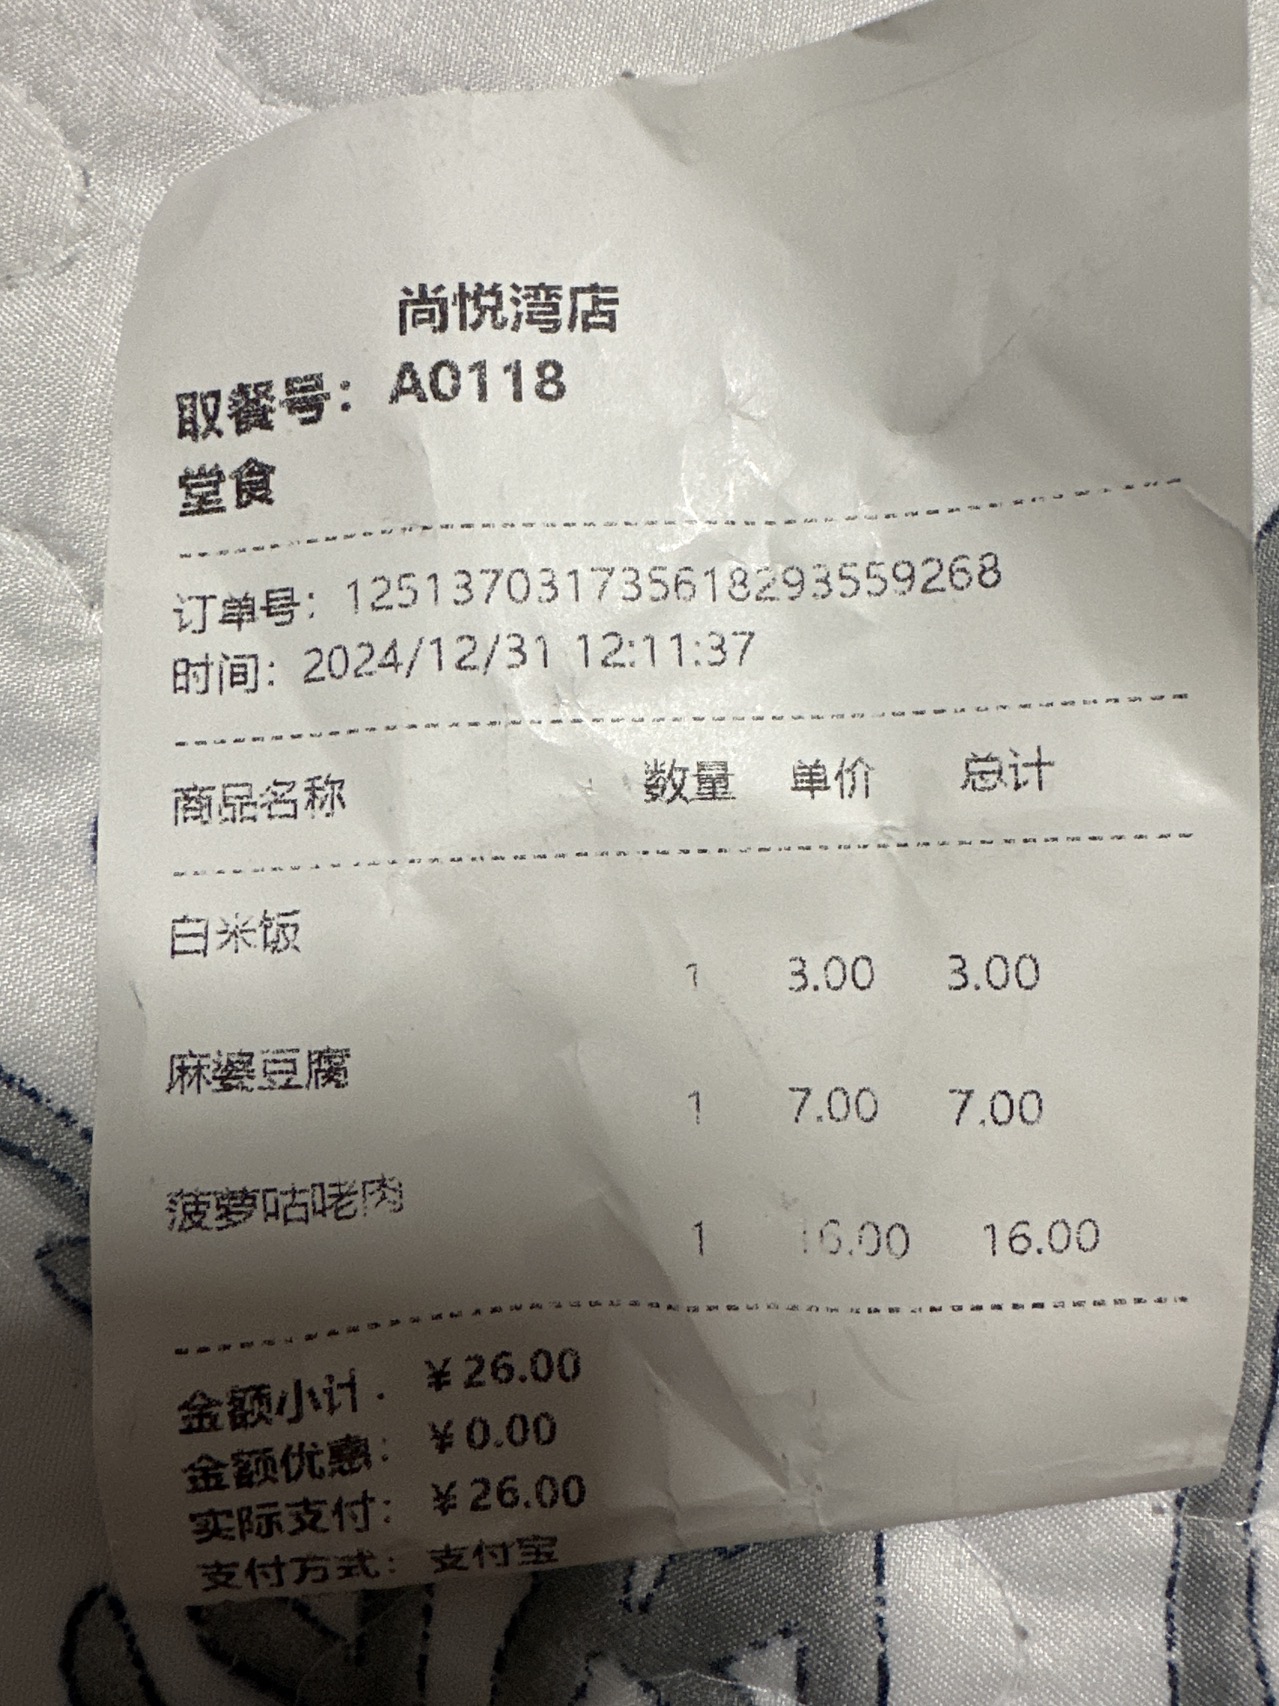 尚悦湾店
取餐号： A0118
堂食
订单号： 12513703173561829355​9268
时间： 2024/12/31 12:11:37
商品名称 数量 单价 总计
白米饭
1 3.00 3.00
麻婆豆腐
1 7.00 7.00
菠萝咕咾肉
1 16.00 16.00
金额小计： ￥26.00
金额优惠： ￥0.00
实际支付： ￥26.00
支付方式： 支付宝